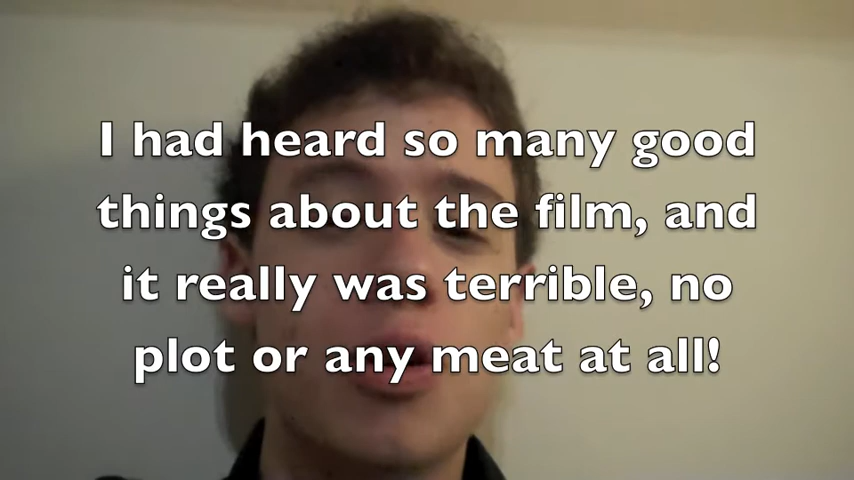 I had heard so many good
things about the film, and
it really was terrible, no
plot or any meat at all!